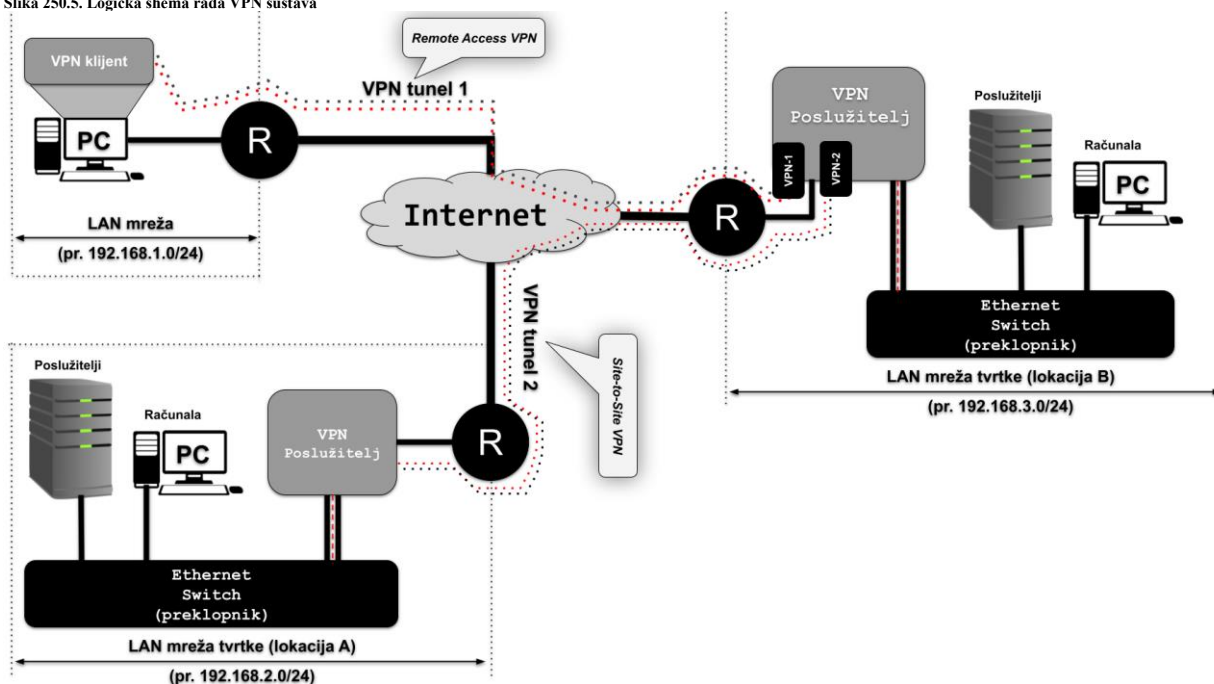 Slika 250.5. Logička shema rada VPN sustava
Remote Access VPN
VPN klijent
VPN tunel 1
PC
R
LAN mreža
(pr. 192.168.1.0/24)
Internet
R
VPN
Poslužitelj
VPN-1
VPN-2
Poslužitelji
Računala
PC
Ethernet
Switch
(preklopnik)
LAN mreža tvrtke (lokacija B)
(pr. 192.168.3.0/24)
VPN tunel 2
Site-to-Site VPN
Poslužitelji
Računala
PC
VPN
Poslužitelj
R
Ethernet
Switch
(preklopnik)
LAN mreža tvrtke (lokacija A)
(pr. 192.168.2.0/24)